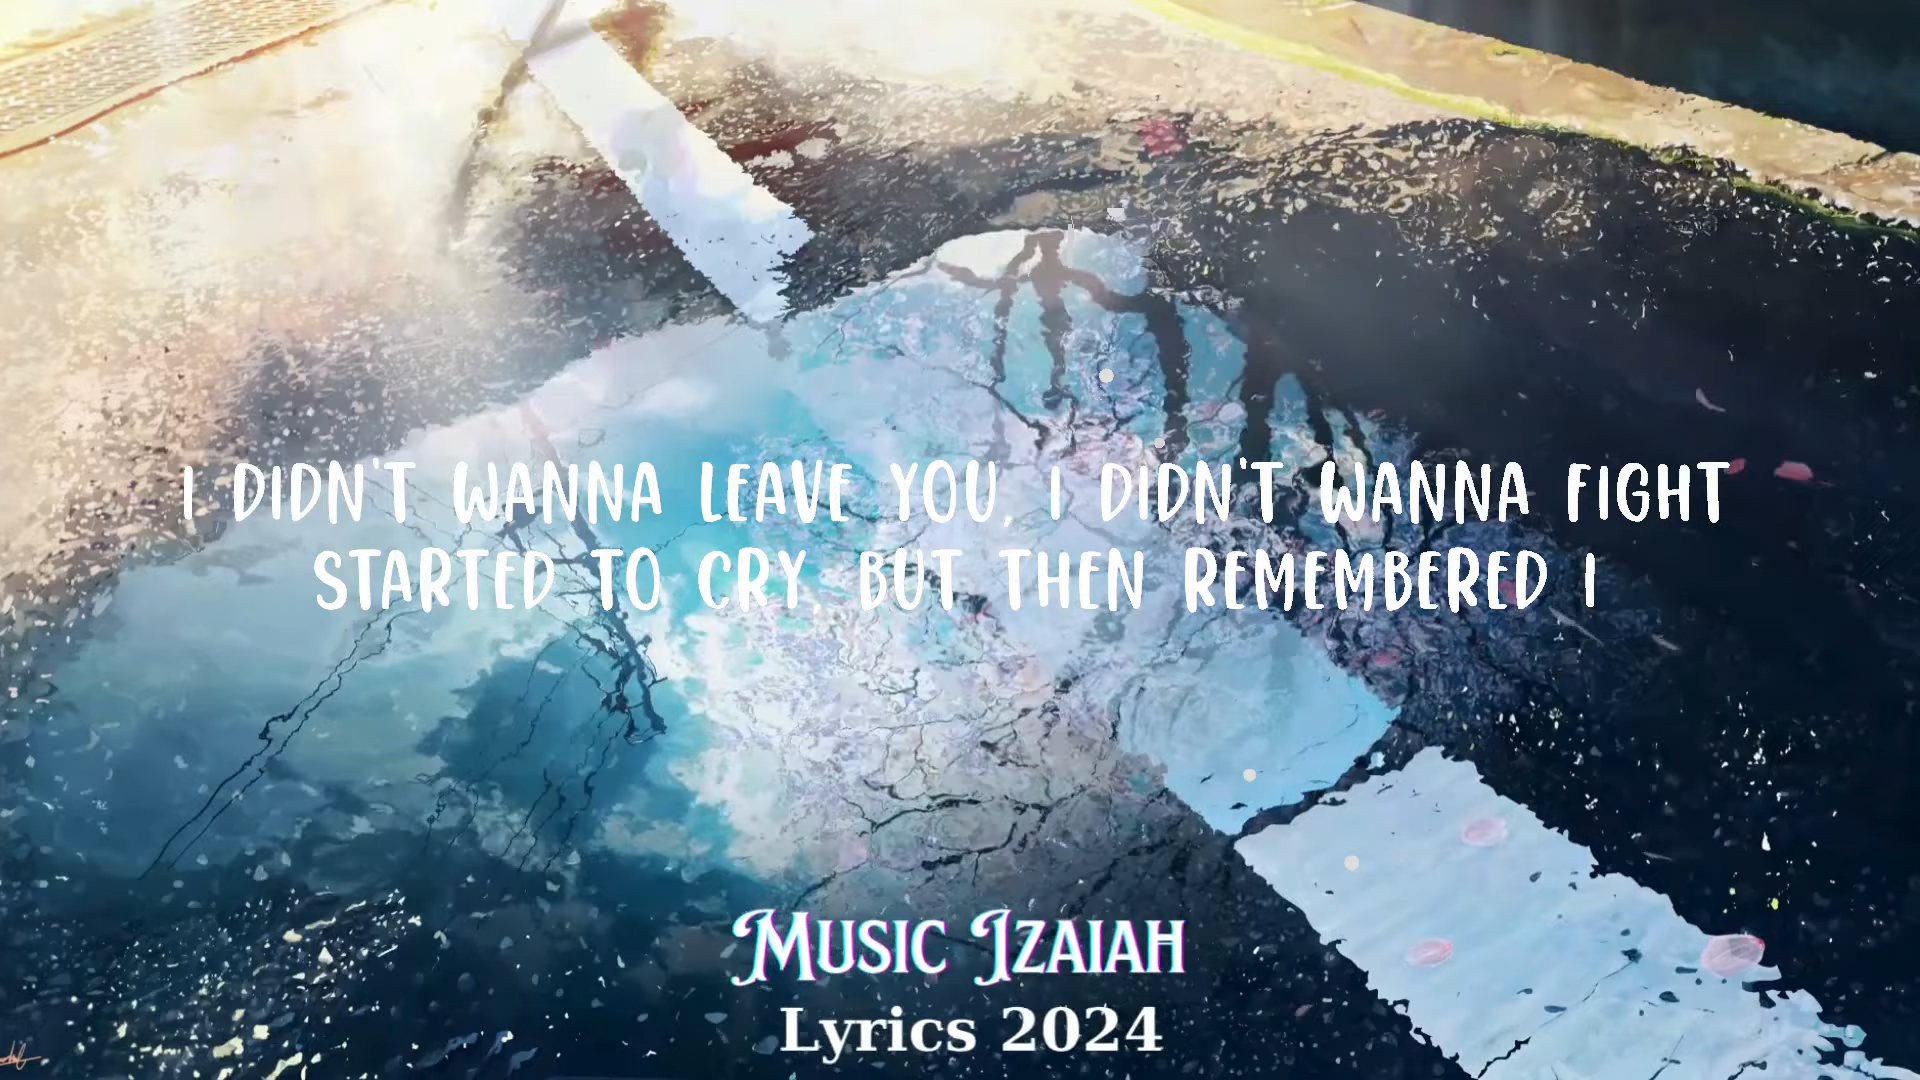 I DIDN'T WANNA LEAVE YOU, I DIDN'T WANNA FIGHT
STARTED TO CRY, BUT THEN REMEMBERED I
MUSIC IZAIAH
Lyrics 2024